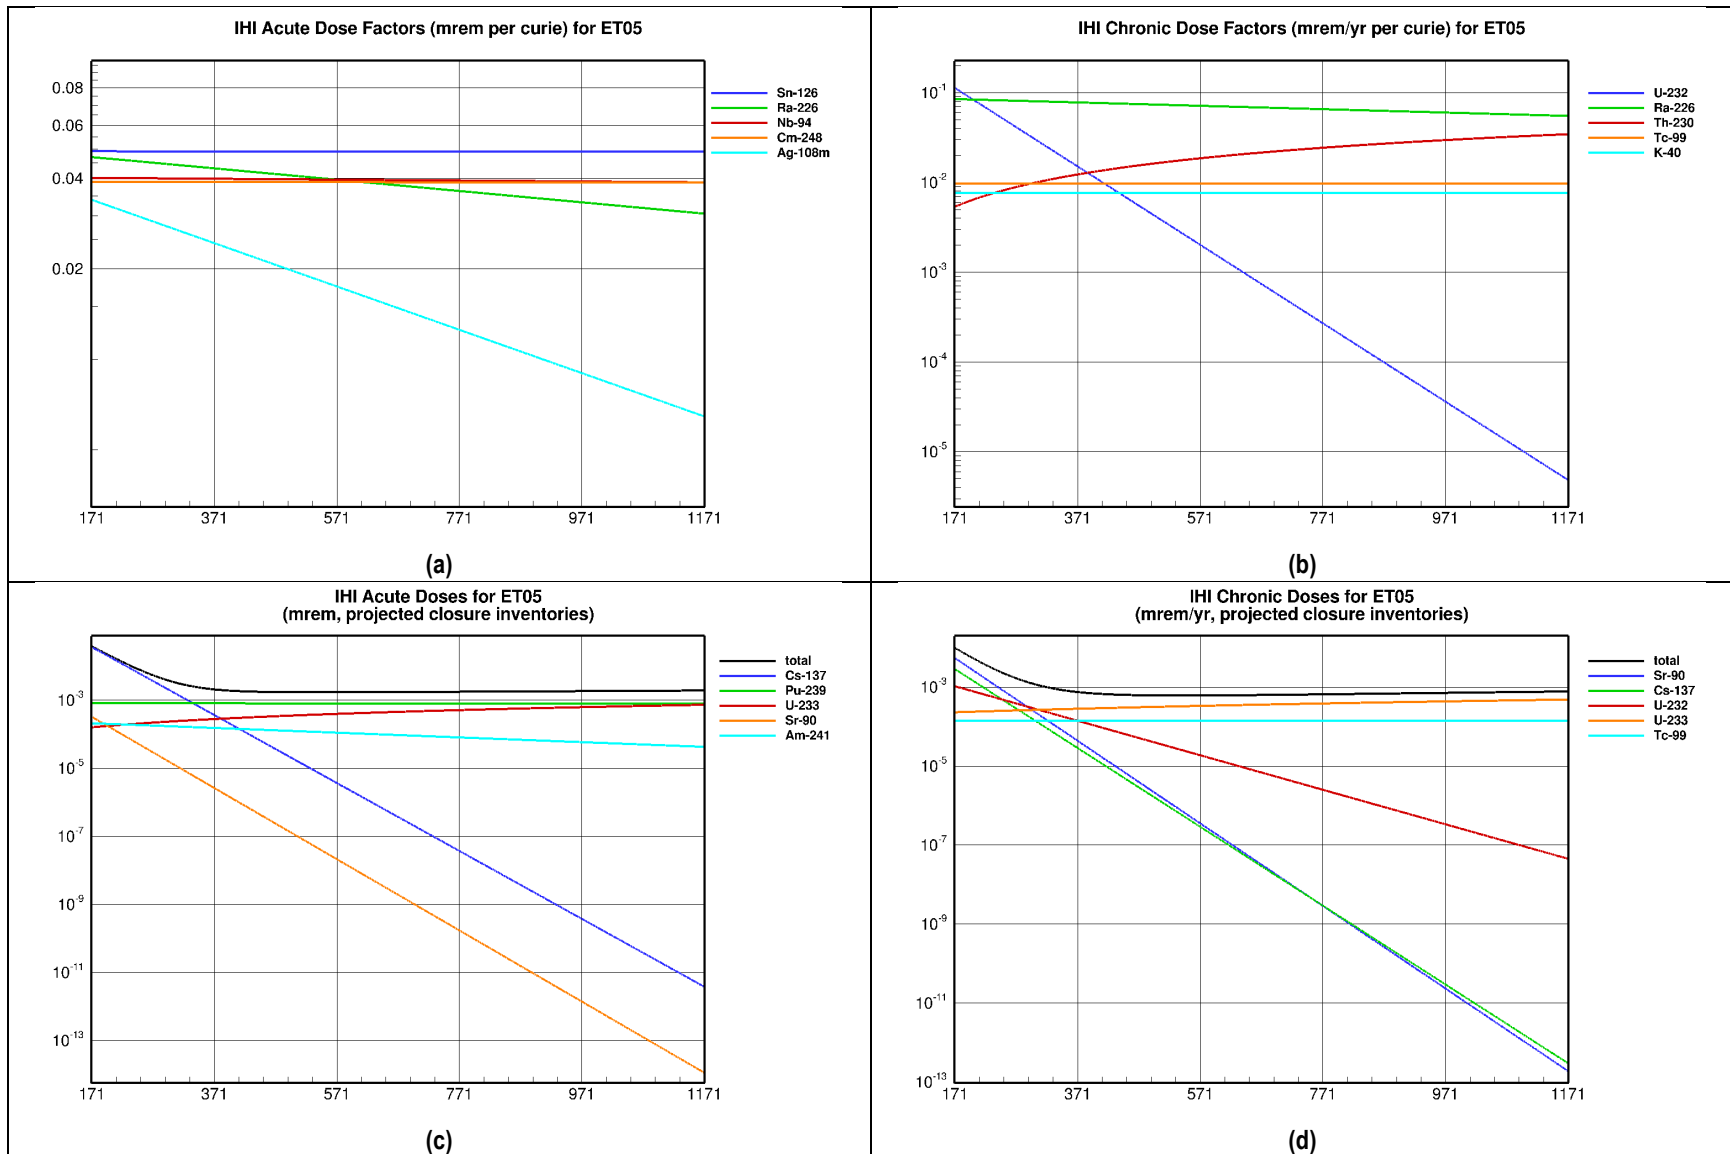 IHI Acute Dose Factors (mrem per curie) for ET05
0.08
0.06
0.04
0.02
171 371 571 771 971 1171
Sn-126
Ra-226
Nb-94
Cm-248
Ag-108m
(a)
IHI Chronic Dose Factors (mrem/yr per curie) for ET05
10⁻¹
10⁻²
10⁻³
10⁻⁴
10⁻⁵
171 371 571 771 971 1171
U-232
Ra-226
Th-230
Tc-99
K-40
(b)
IHI Acute Doses for ET05
(mrem, projected closure inventories)
10⁻³
10⁻⁵
10⁻⁷
10⁻⁹
10⁻¹¹
10⁻¹³
171 371 571 771 971 1171
total
Cs-137
Pu-239
U-233
Sr-90
Am-241
(c)
IHI Chronic Doses for ET05
(mrem/yr, projected closure inventories)
10⁻³
10⁻⁵
10⁻⁷
10⁻⁹
10⁻¹¹
10⁻¹³
171 371 571 771 971 1171
total
Sr-90
Cs-137
U-232
U-233
Tc-99
(d)